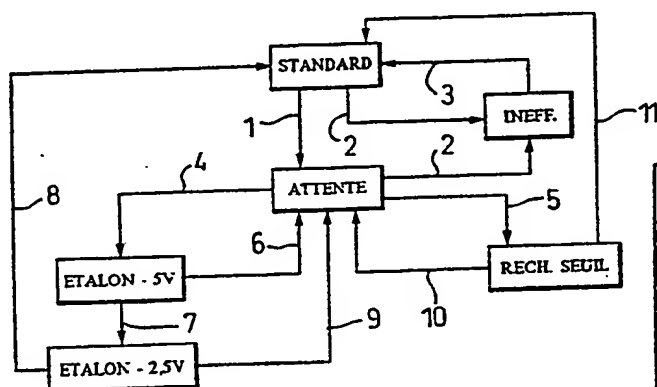 STANDARD
3
1
2
INEFF.
11
4
2
8
ATTENTE
5
6
ETALON - 5V
RECH. SEUIL
7
9
10
ETALON - 2,5V